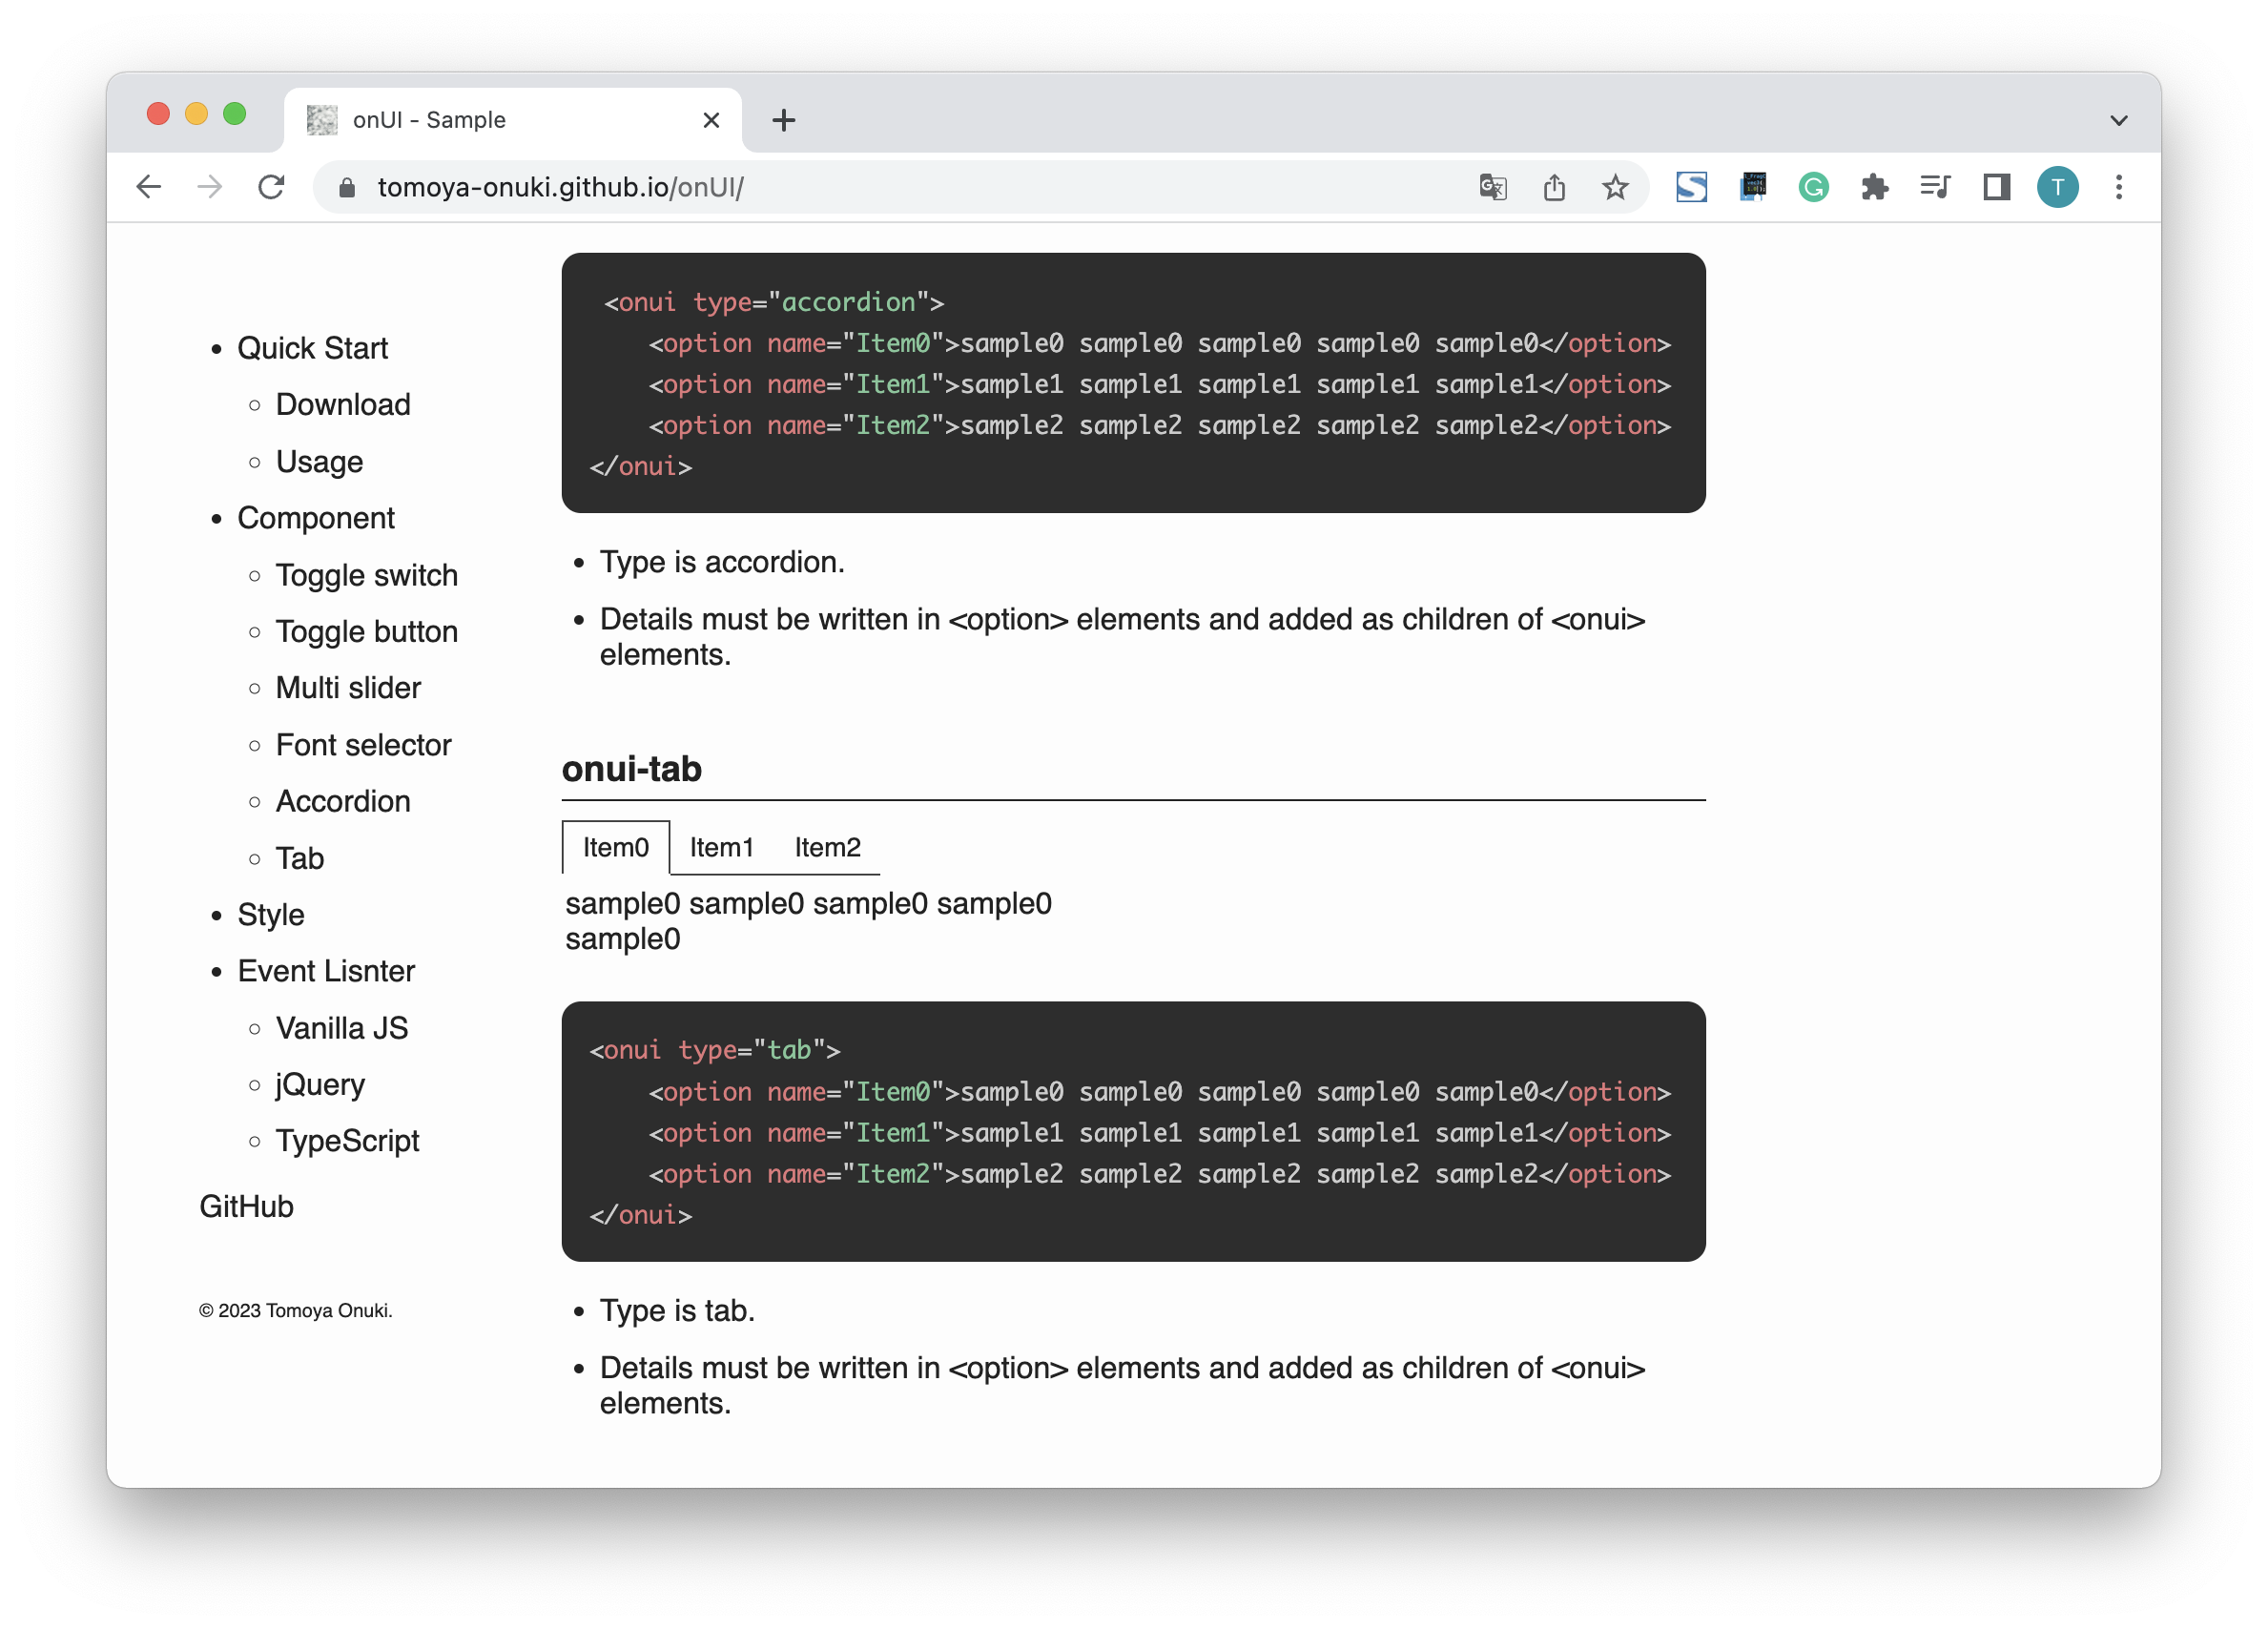 onUI - Sample
tomoya-onuki.github.io/onUI/
T
Quick Start
Download
Usage
Component
Toggle switch
Toggle button
Multi slider
Font selector
Accordion
Tab
Style
Event Lisnter
Vanilla JS
jQuery
TypeScript
GitHub
© 2023 Tomoya Onuki.
<onui type="accordion">
<option name="Item0">sample0 sample0 sample0 sample0 sample0</option>
<option name="Item1">sample1 sample1 sample1 sample1 sample1</option>
<option name="Item2">sample2 sample2 sample2 sample2 sample2</option>
</onui>
Type is accordion.
Details must be written in <option> elements and added as children of <onui>
elements.
onui-tab
Item0 Item1 Item2
sample0 sample0 sample0 sample0
sample0
<onui type="tab">
<option name="Item0">sample0 sample0 sample0 sample0 sample0</option>
<option name="Item1">sample1 sample1 sample1 sample1 sample1</option>
<option name="Item2">sample2 sample2 sample2 sample2 sample2</option>
</onui>
Type is tab.
Details must be written in <option> elements and added as children of <onui>
elements.